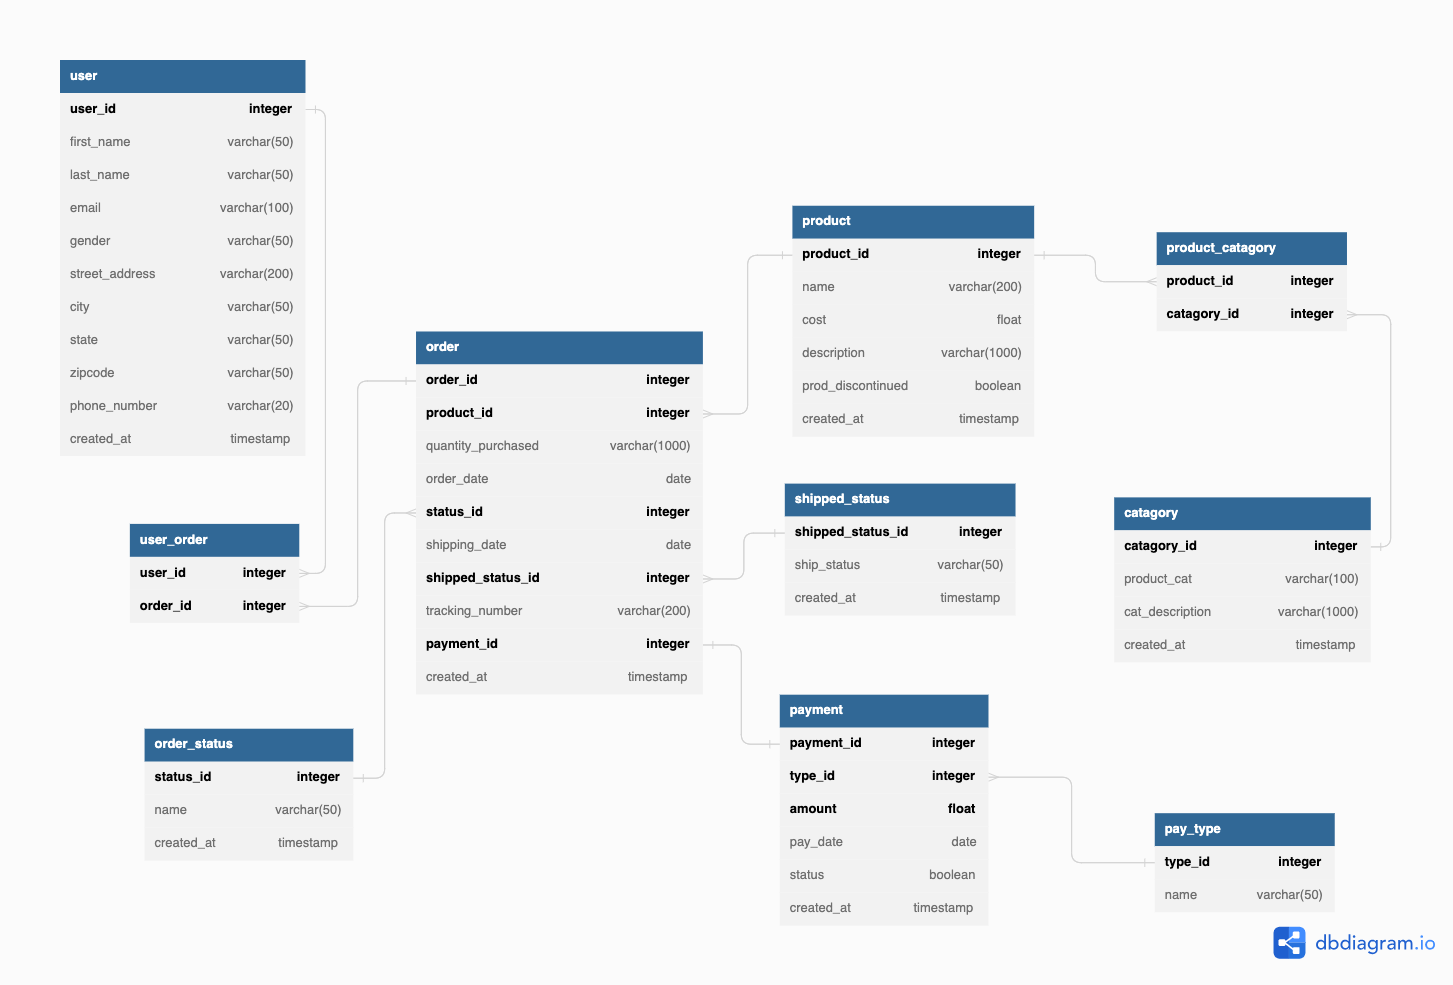 user
user_id integer
first_name varchar(50)
last_name varchar(50)
email varchar(100)
gender varchar(50)
street_address varchar(200)
city varchar(50)
state varchar(50)
zipcode varchar(50)
phone_number varchar(20)
created_at timestamp
user_order
user_id integer
order_id integer
order_status
status_id integer
name varchar(50)
created_at timestamp
order
order_id integer
product_id integer
quantity_purchased varchar(1000)
order_date date
status_id integer
shipping_date date
shipped_status_id integer
tracking_number varchar(200)
payment_id integer
created_at timestamp
product
product_id integer
name varchar(200)
cost float
description varchar(1000)
prod_discontinued boolean
created_at timestamp
shipped_status
shipped_status_id integer
ship_status varchar(50)
created_at timestamp
payment
payment_id integer
type_id integer
amount float
pay_date date
status boolean
created_at timestamp
product_catagory
product_id integer
catagory_id integer
catagory
catagory_id integer
product_cat varchar(100)
cat_description varchar(1000)
created_at timestamp
pay_type
type_id integer
name varchar(50)
dbdiagram.io